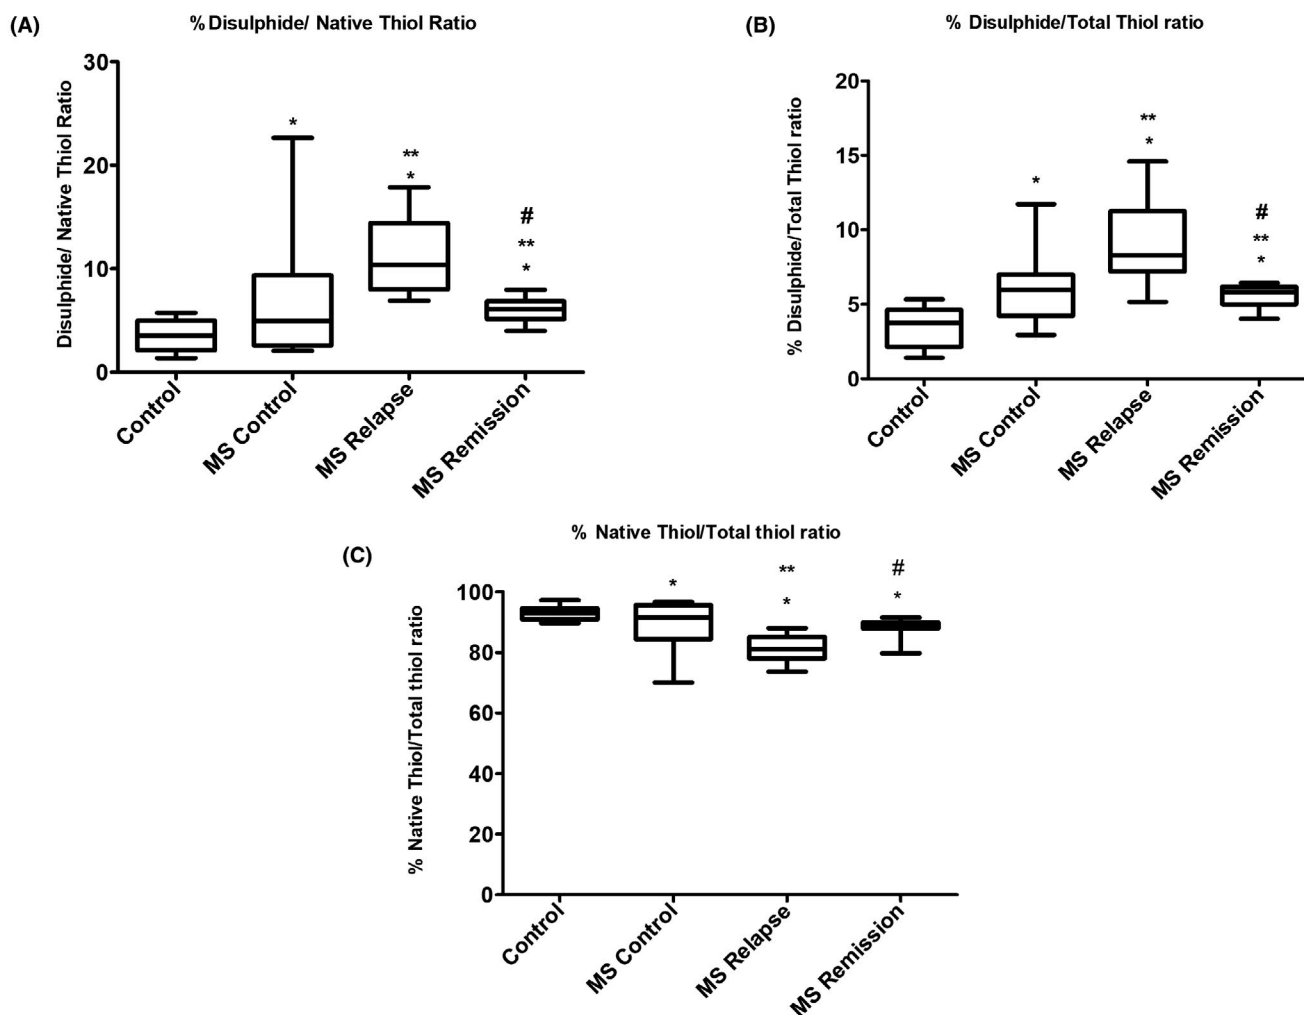 (A)
%Disulphide/ Native Thiol Ratio
Disulphide/ Native Thiol Ratio
30
20
10
0
*
**
*
#
**
*
Control
MS Control
MS Relapse
MS Remission
(B)
% Disulphide/Total Thiol ratio
% Disulphide/Total Thiol ratio
20
15
10
5
0
*
**
*
#
**
*
Control
MS Control
MS Relapse
MS Remission
(C)
% Native Thiol/Total thiol ratio
% Native Thiol/Total thiol ratio
100
80
60
40
20
0
*
**
*
#
*
Control
MS Control
MS Relapse
MS Remission